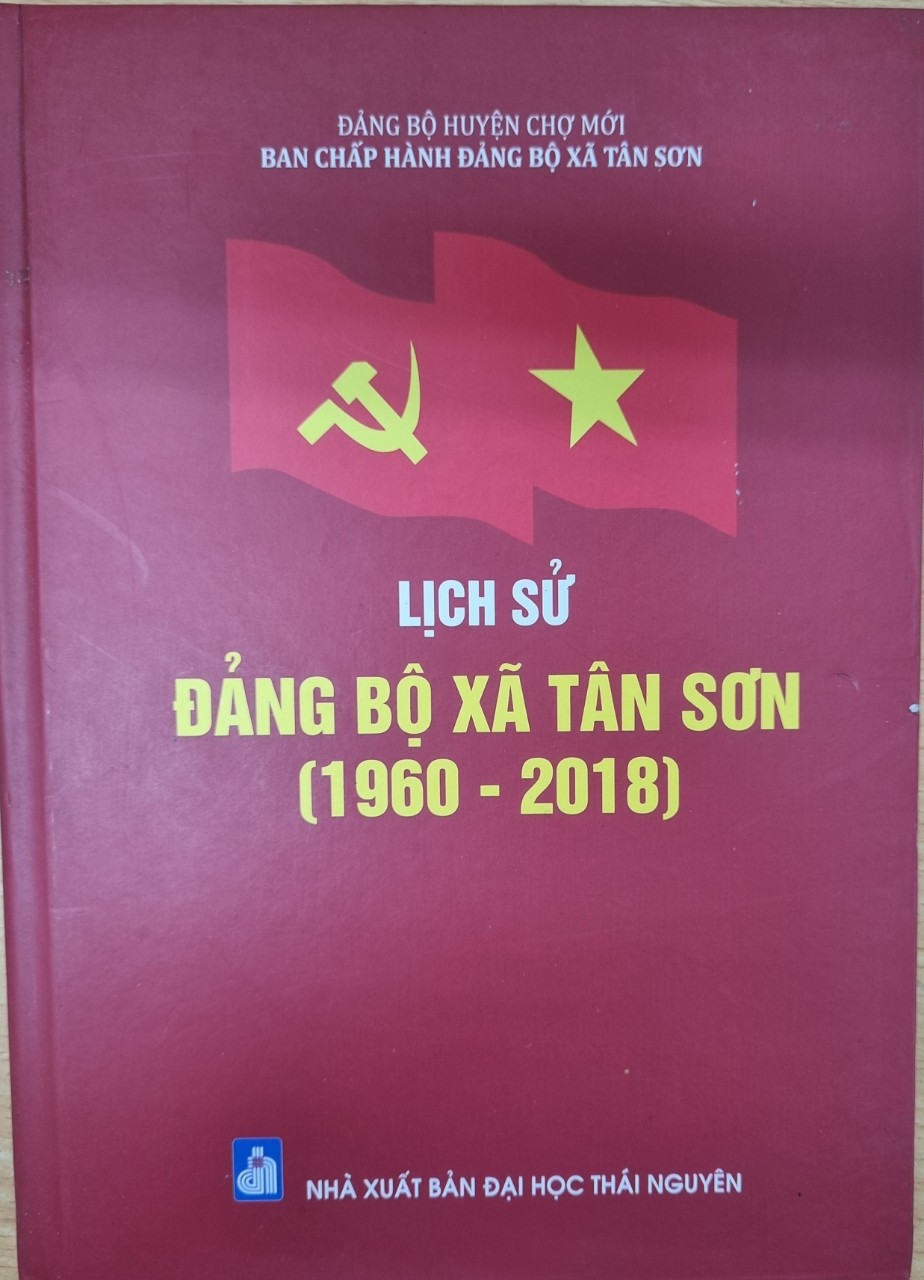 ĐẢNG BỘ HUYỆN CHỢ MỚI
BAN CHẤP HÀNH ĐẢNG BỘ XÃ TÂN SƠN
LỊCH SỬ
ĐẢNG BỘ XÃ TÂN SƠN
(1960 - 2018)
NHÀ XUẤT BẢN ĐẠI HỌC THÁI NGUYÊN